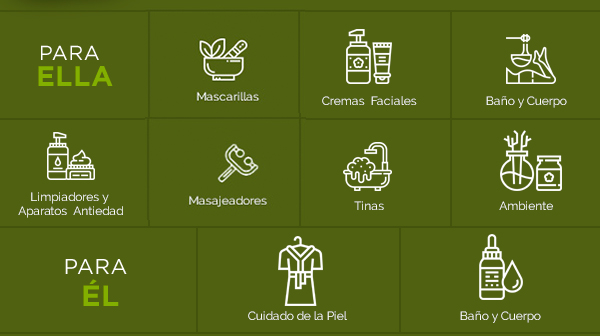 PARA
ELLA
Mascarillas
Cremas Faciales
Baño y Cuerpo
Limpiadores y
Aparatos Antiedad
Masajeadores
Tinas
Ambiente
PARA
ÉL
Cuidado de la Piel
Baño y Cuerpo